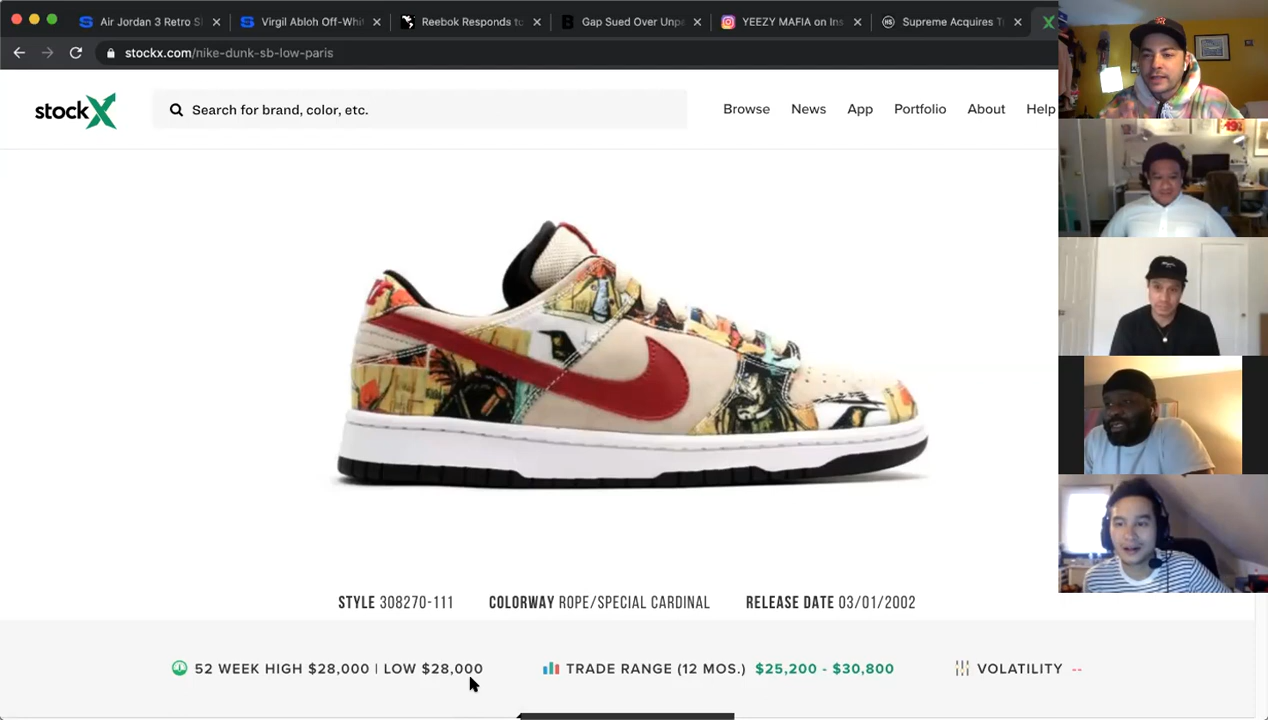 Air Jordan 3 Retro S
Virgil Abloh Off-Whi
Reebok Responds to
Gap Sued Over Unpa
YEEZY MAFIA on Ins
Supreme Acquires T
stockx.com/nike-dunk-sb-low-paris
stockX
Search for brand, color, etc.
Browse
News
App
Portfolio
About
Help
STYLE 308270-111
COLORWAY ROPE/SPECIAL CARDINAL
RELEASE DATE 03/01/2002
52 WEEK HIGH $28,000 | LOW $28,000
TRADE RANGE (12 MOS.) $25,200 - $30,800
VOLATILITY --